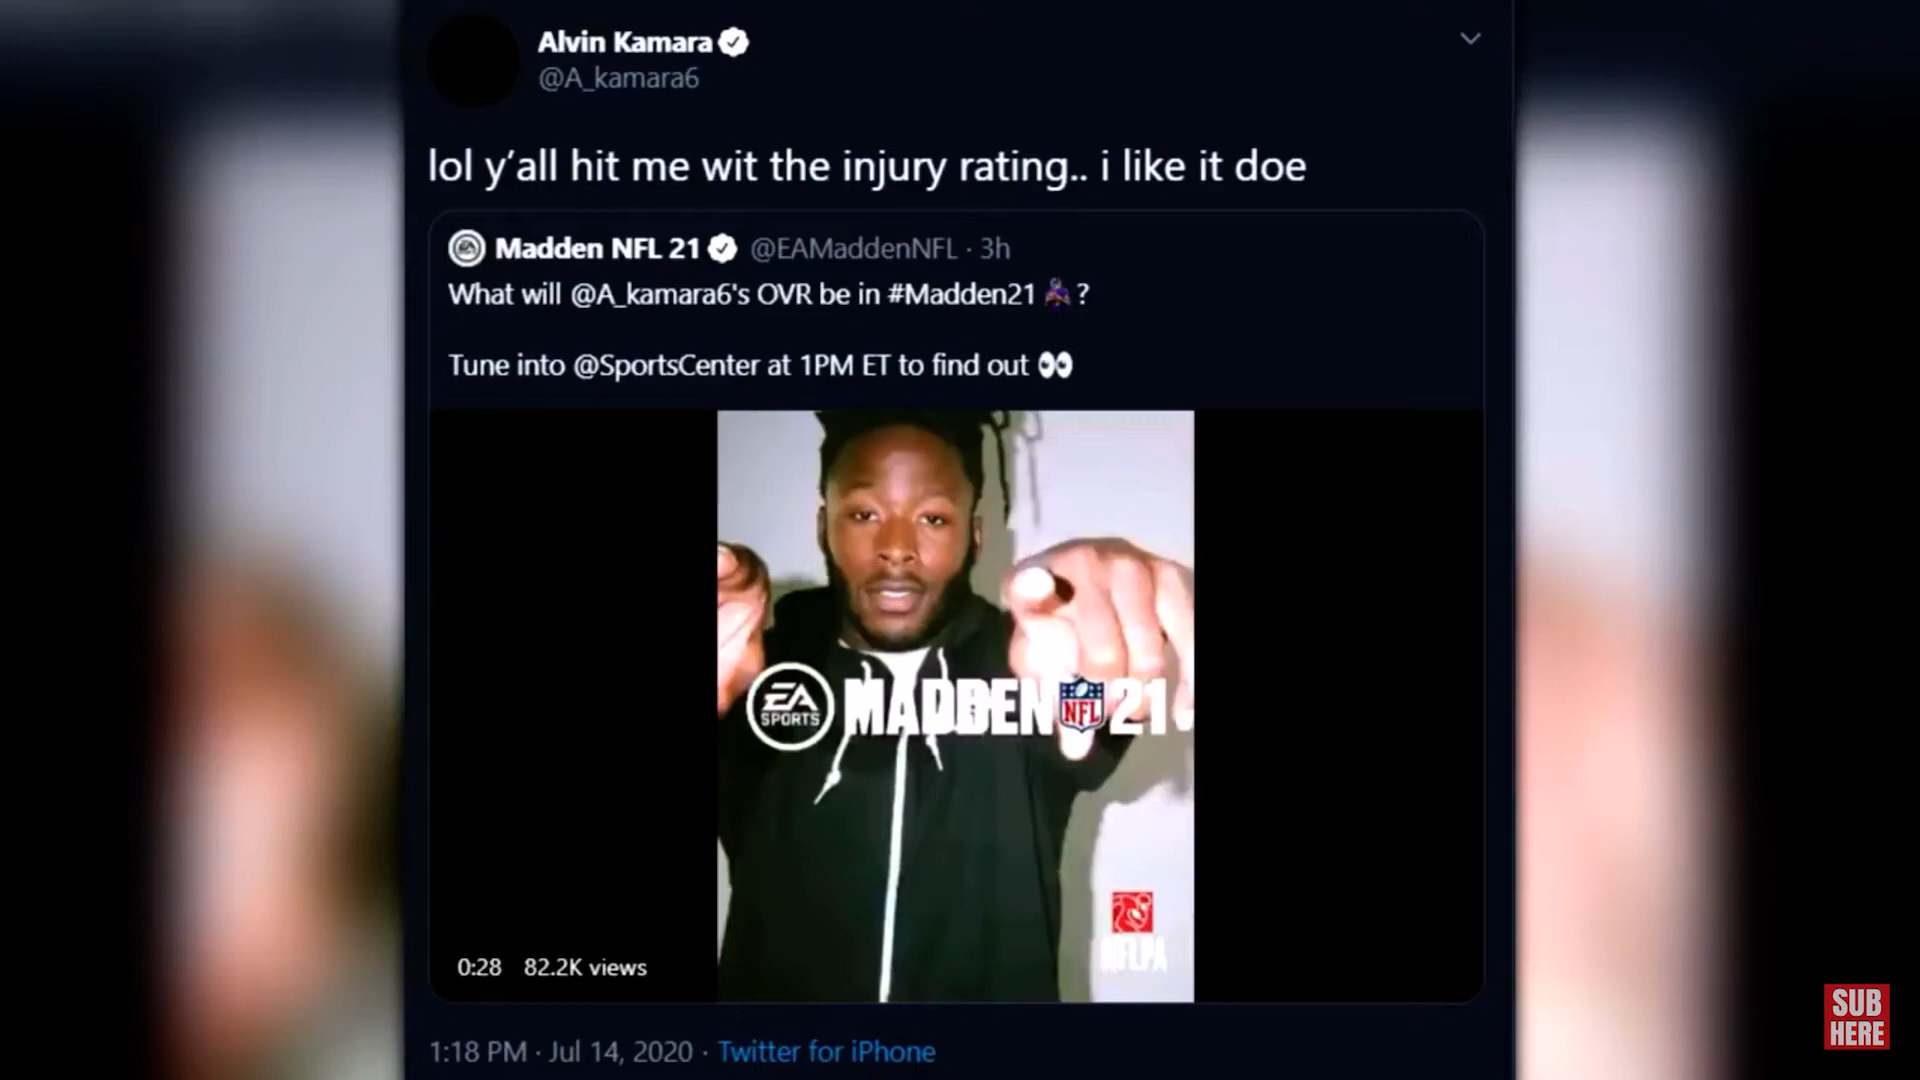 Alvin Kamara
@A_kamara6
lol y'all hit me wit the injury rating.. i like it doe
Madden NFL 21 @EAMaddenNFL · 3h
What will @A_kamara6's OVR be in #Madden21 ?
Tune into @SportsCenter at 1PM ET to find out 👀
EA
SPORTS
MADDEN NFL 21
NFLPA
0:28 82.2K views
1:18 PM · Jul 14, 2020 · Twitter for iPhone
SUB
HERE